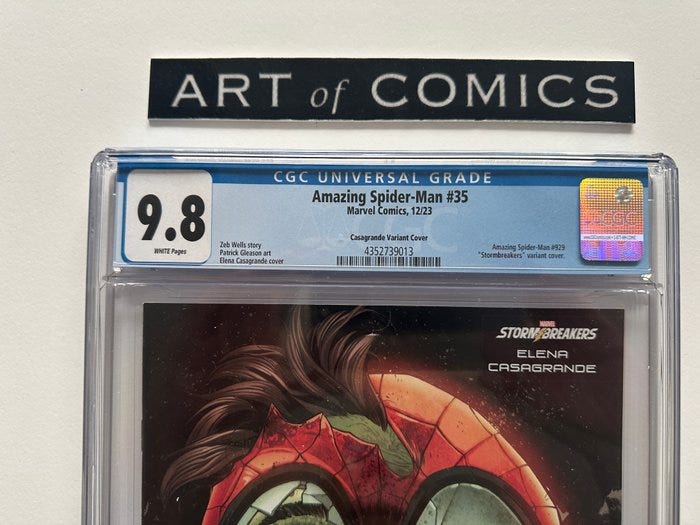 ART of COMICS
CGC UNIVERSAL GRADE
9.8
WHITE Pages
Amazing Spider-Man #35
Marvel Comics, 12/23
Casagrande Variant Cover
Zeb Wells story
Patrick Gleason art
Elena Casagrande cover
4352739013
Amazing Spider-Man #929
"Stormbreakers" variant cover.
CGC
MARVEL
STORMBREAKERS
ELENA
CASAGRANDE